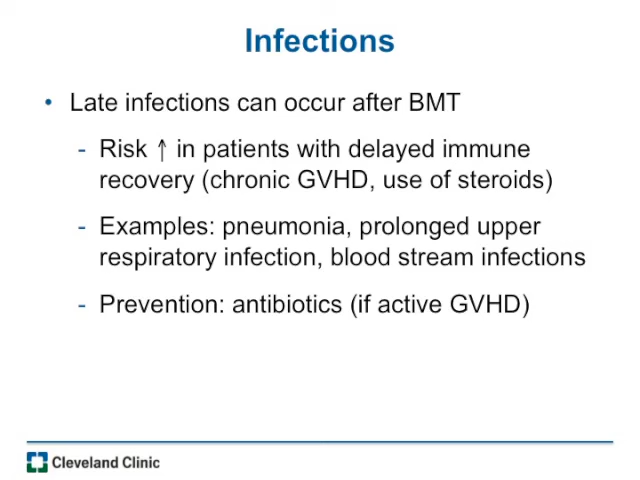 Infections
• Late infections can occur after BMT
- Risk ↑ in patients with delayed immune
recovery (chronic GVHD, use of steroids)
- Examples: pneumonia, prolonged upper
respiratory infection, blood stream infections
- Prevention: antibiotics (if active GVHD)
Cleveland Clinic